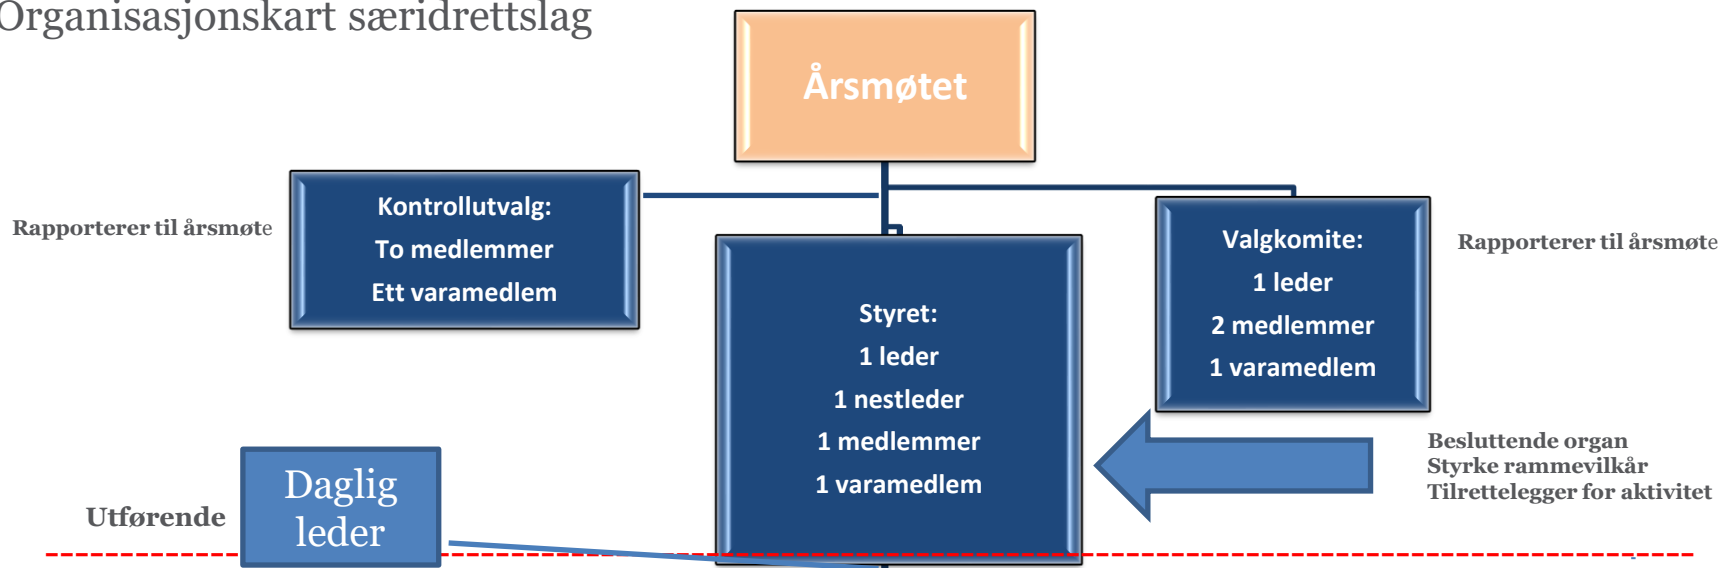 Organisasjonskart særidrettslag
Årsmøtet
Kontrollutvalg:
To medlemmer
Ett varamedlem
Rapporterer til årsmøte
Valgkomite:
1 leder
2 medlemmer
1 varamedlem
Rapporterer til årsmøte
Styret:
1 leder
1 nestleder
1 medlemmer
1 varamedlem
Besluttende organ
Styrke rammevilkår
Tilrettelegger for aktivitet
Utførende
Daglig
leder